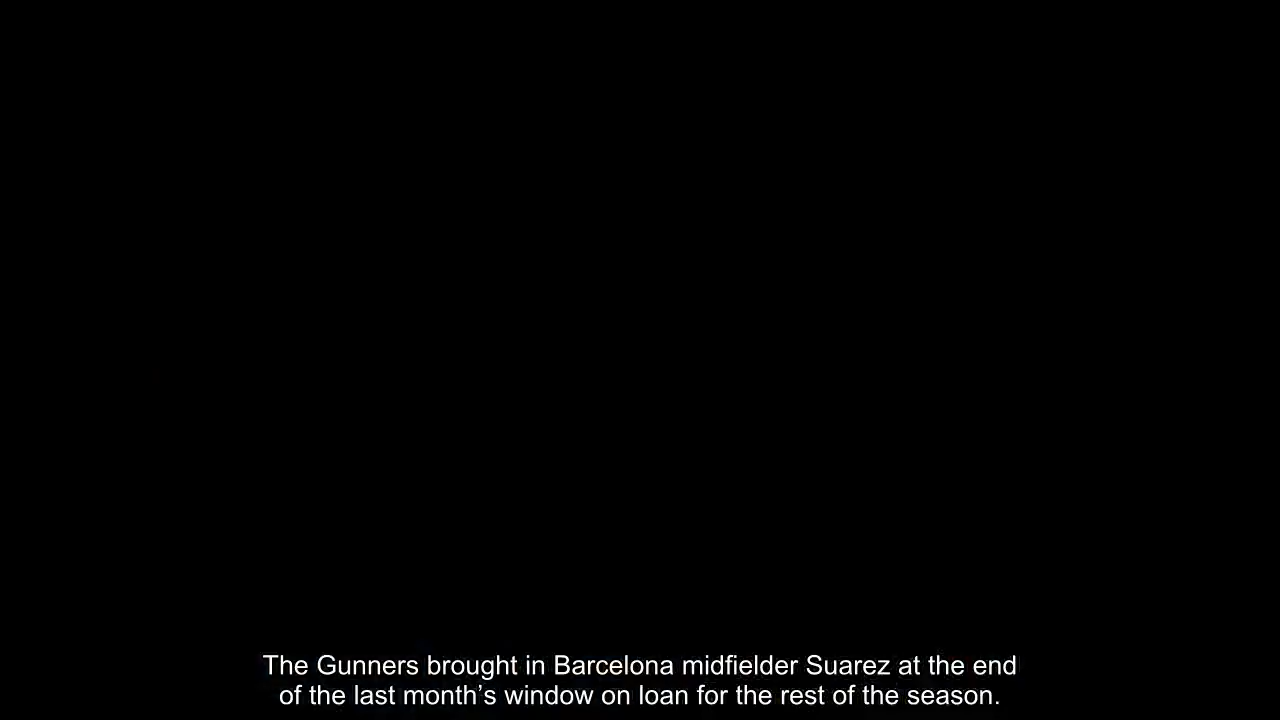 The Gunners brought in Barcelona midfielder Suarez at the end
of the last month’s window on loan for the rest of the season.